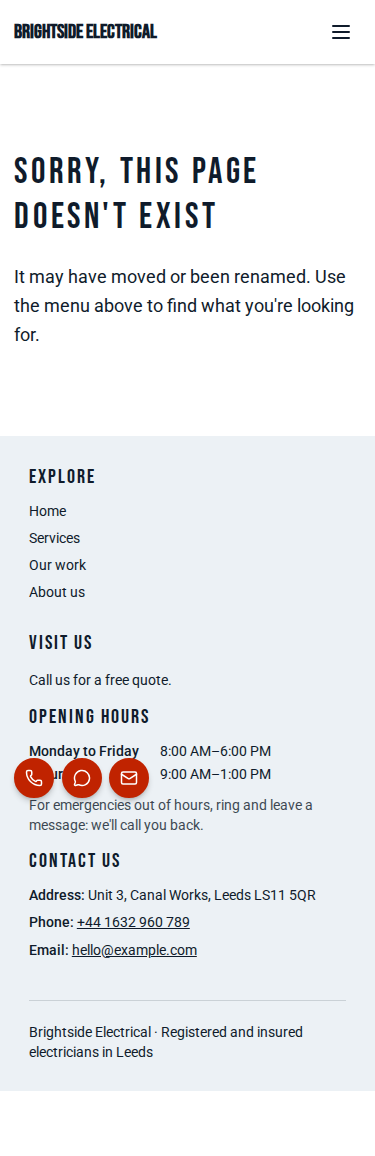 BRIGHTSIDE ELECTRICAL
SORRY, THIS PAGE
DOESN'T EXIST
It may have moved or been renamed. Use
the menu above to find what you're looking
for.
EXPLORE
Home
Services
Our work
About us
VISIT US
Call us for a free quote.
OPENING HOURS
Monday to Friday 8:00 AM–6:00 PM
9:00 AM–1:00 PM
For emergencies out of hours, ring and leave a
message: we'll call you back.
CONTACT US
Address: Unit 3, Canal Works, Leeds LS11 5QR
Phone: +44 1632 960 789
Email: hello@example.com
Brightside Electrical · Registered and insured
electricians in Leeds